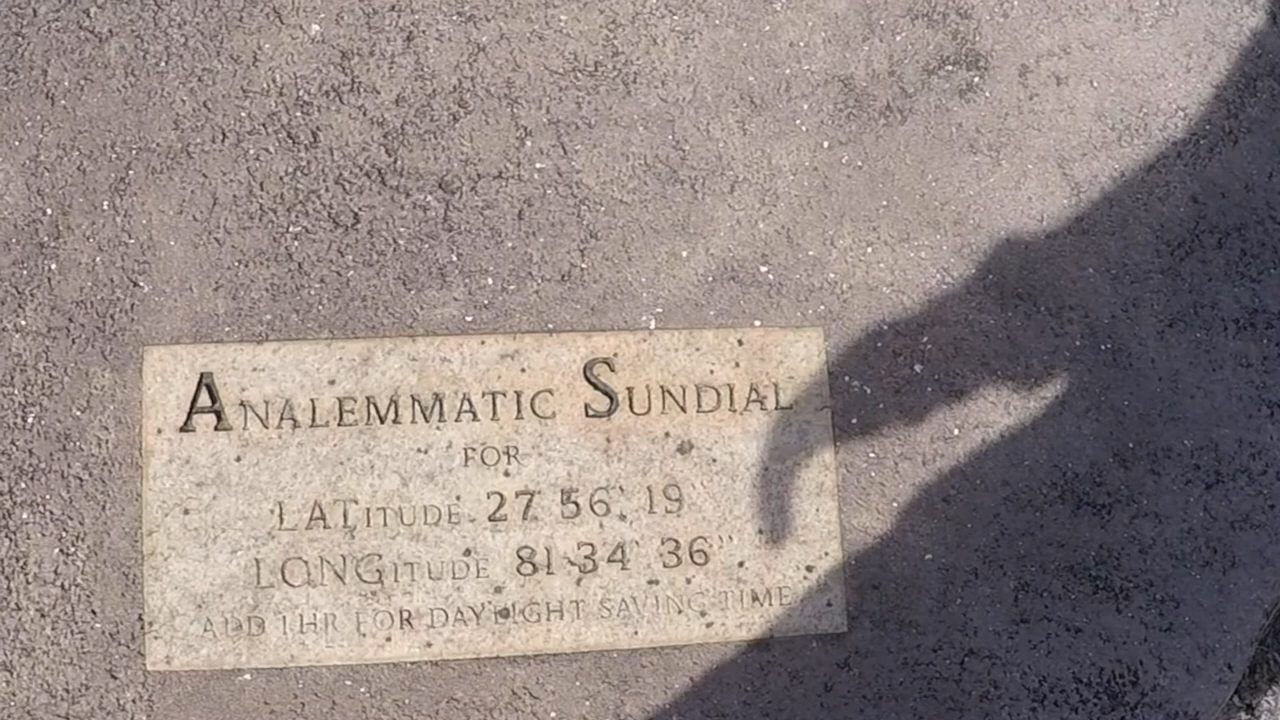 ANALEMMATIC SUNDIAL
FOR
LATITUDE 27 56' 19
LONGITUDE 81 34' 36"
ADD 1 HR FOR DAYLIGHT SAVING TIME